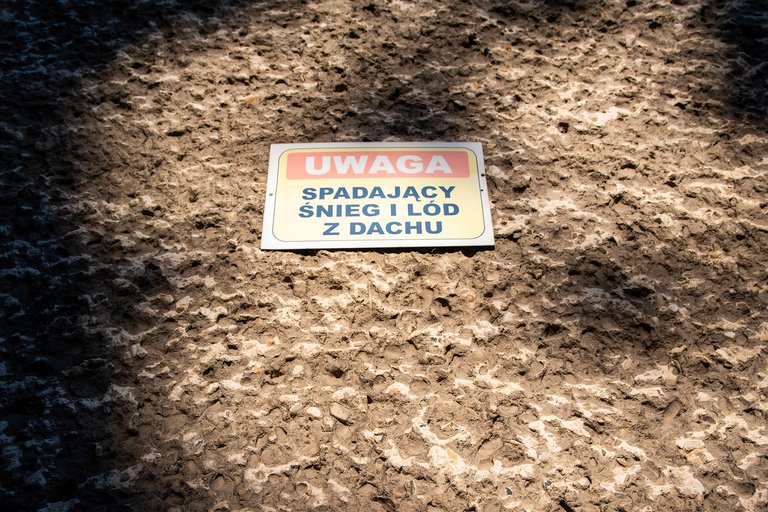 UWAGA
SPADAJĄCY
ŚNIEG I LÓD
Z DACHU